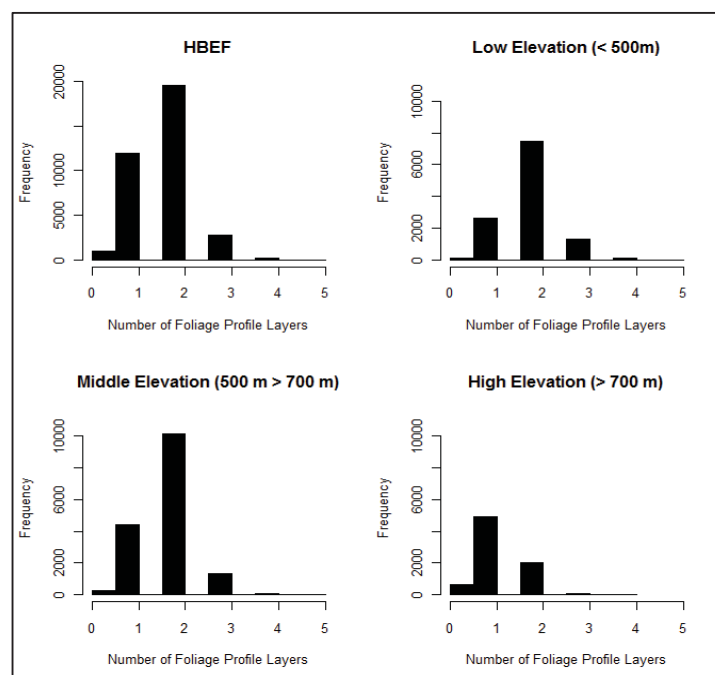 HBEF
Frequency
0 5000 10000 20000
0 1 2 3 4 5
Number of Foliage Profile Layers
Low Elevation (< 500m)
Frequency
0 2000 6000 10000
0 1 2 3 4 5
Number of Foliage Profile Layers
Middle Elevation (500 m > 700 m)
Frequency
0 2000 6000 10000
0 1 2 3 4 5
Number of Foliage Profile Layers
High Elevation (> 700 m)
Frequency
0 2000 6000 10000
0 1 2 3 4 5
Number of Foliage Profile Layers